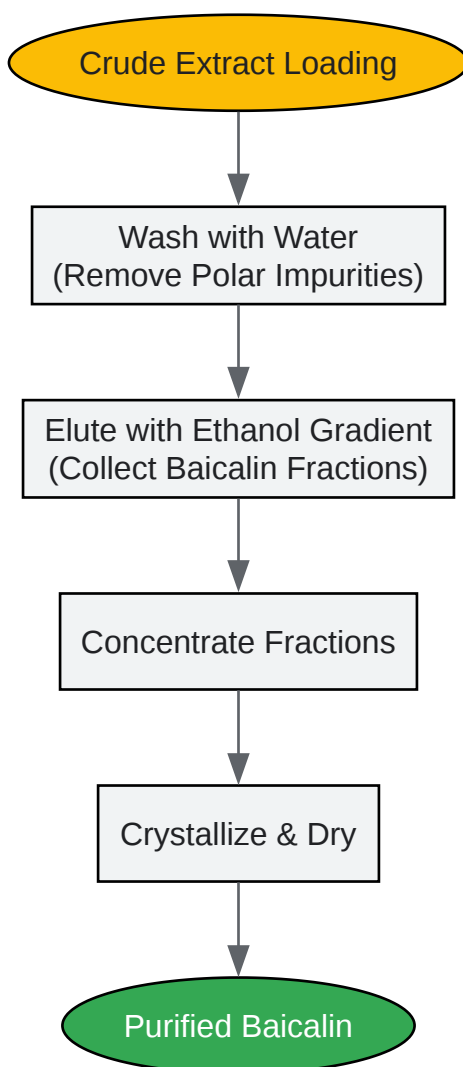 Crude Extract Loading
Wash with Water
(Remove Polar Impurities)
Elute with Ethanol Gradient
(Collect Baicalin Fractions)
Concentrate Fractions
Crystallize & Dry
Purified Baicalin